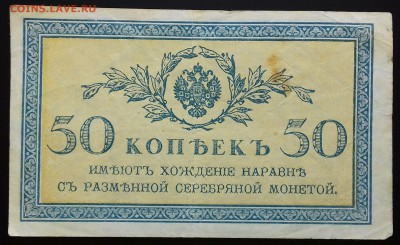 COINS.LAVE.RU
50 КОПѢЕКЪ 50
ИМѢЮТЪ ХОЖДЕНІЕ НАРАВНѢ
СЪ РАЗМѢННОЙ СЕРЕБРЯНОЙ МОНЕТОЙ.